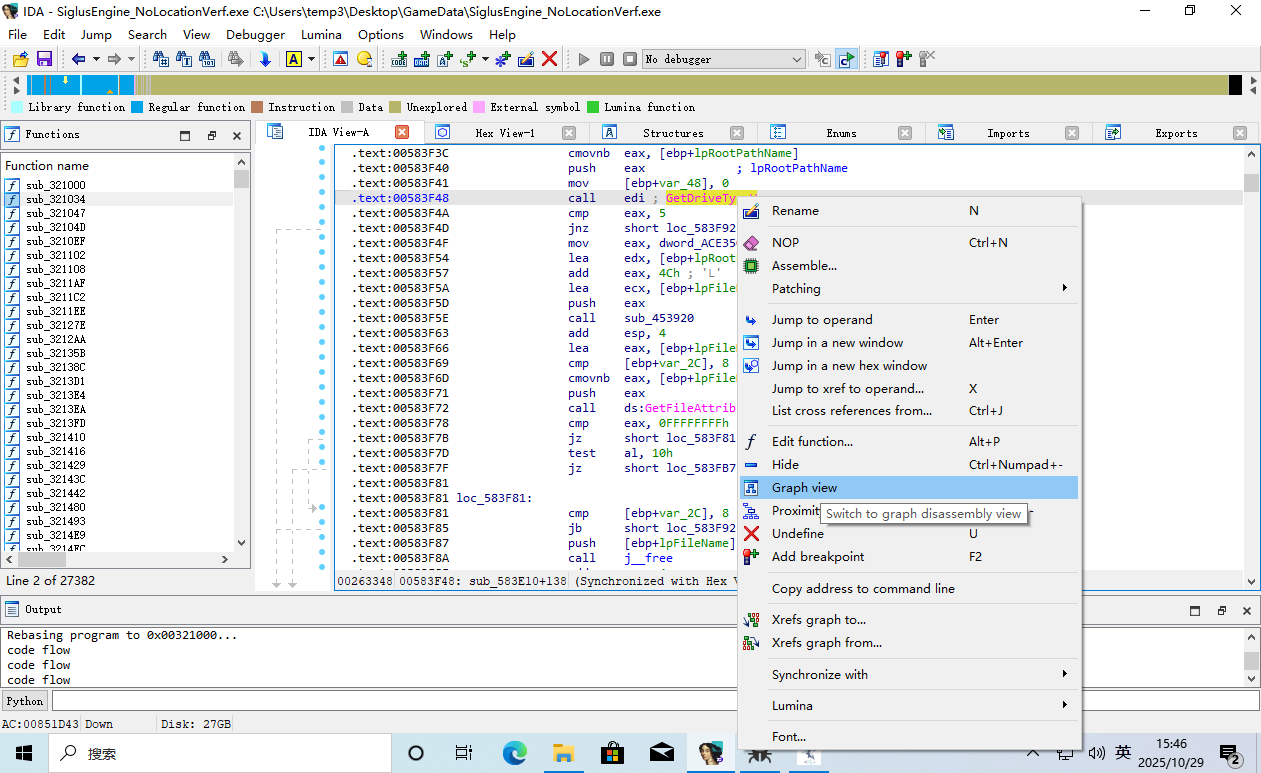 IDA - SiglusEngine_NoLocationVerf.exe C:\Users\temp3\Desktop\GameData\SiglusEngine_NoLocationVerf.exe
File Edit Jump Search View Debugger Lumina Options Windows Help
No debugger
Library function Regular function Instruction Data Unexplored External symbol Lumina function
Functions
IDA View-A Hex View-1 Structures Enums Imports Exports
Function name
sub_321000
sub_321034
sub_321047
sub_32104D
sub_3210EF
sub_321102
sub_321108
sub_3211AF
sub_3211C2
sub_3211EE
sub_32127E
sub_3212AA
sub_32135B
sub_32138C
sub_3213D1
sub_3213E4
sub_3213EA
sub_3213FD
sub_321410
sub_321416
sub_321429
sub_32143C
sub_321442
sub_321480
sub_321493
sub_3214E9
sub_3214FC
Line 2 of 27382
.text:00583F3C cmovnb eax, [ebp+lpRootPathName]
.text:00583F40 push eax ; lpRootPathName
.text:00583F41 mov [ebp+var_48], 0
.text:00583F48 call edi ; GetDriveTy
.text:00583F4A cmp eax, 5
.text:00583F4D jnz short loc_583F92
.text:00583F4F mov eax, dword_ACE35
.text:00583F54 lea edx, [ebp+lpRoot
.text:00583F57 add eax, 4Ch ; 'L'
.text:00583F5A lea ecx, [ebp+lpFile
.text:00583F5D push eax
.text:00583F5E call sub_453920
.text:00583F63 add esp, 4
.text:00583F66 lea eax, [ebp+lpFile
.text:00583F69 cmp [ebp+var_2C], 8
.text:00583F6D cmovnb eax, [ebp+lpFile
.text:00583F71 push eax
.text:00583F72 call ds:GetFileAttrib
.text:00583F78 cmp eax, 0FFFFFFFFh
.text:00583F7B jz short loc_583F81
.text:00583F7D test al, 10h
.text:00583F7F jz short loc_583FB7
.text:00583F81
.text:00583F81 loc_583F81:
.text:00583F81 cmp [ebp+var_2C], 8
.text:00583F85 jb short loc_583F92
.text:00583F87 push [ebp+lpFileName]
.text:00583F8A call j__free
00263348 00583F48: sub_583E10+138 (Synchronized with Hex V
Rename N
NOP Ctrl+N
Assemble...
Patching
Jump to operand Enter
Jump in a new window Alt+Enter
Jump in a new hex window
Jump to xref to operand... X
List cross references from... Ctrl+J
Edit function... Alt+P
Hide Ctrl+Numpad+-
Graph view
Proximit
Switch to graph disassembly view
Undefine U
Add breakpoint F2
Copy address to command line
Xrefs graph to...
Xrefs graph from...
Synchronize with
Lumina
Font...
Output
Rebasing program to 0x00321000...
code flow
code flow
code flow
Python
AC:00851D43 Down Disk: 27GB
搜索
英
15:46
2025/10/29
2